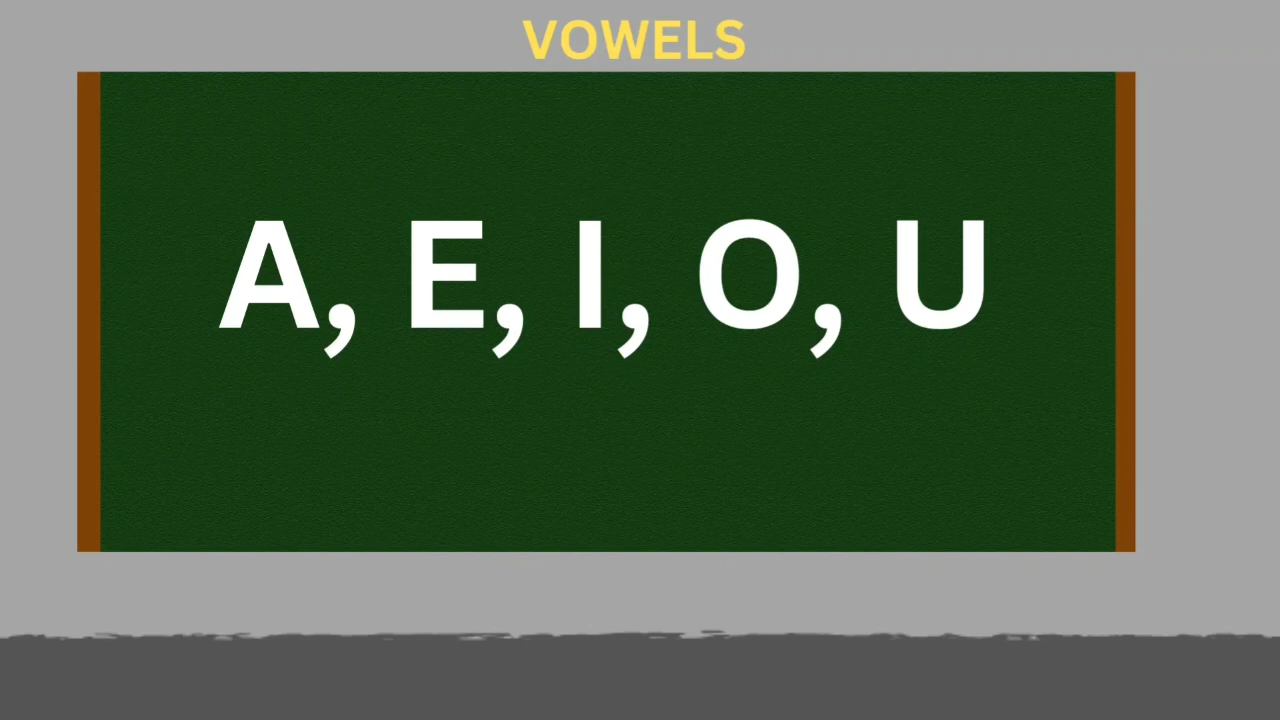 VOWELS
A, E, I, O, U